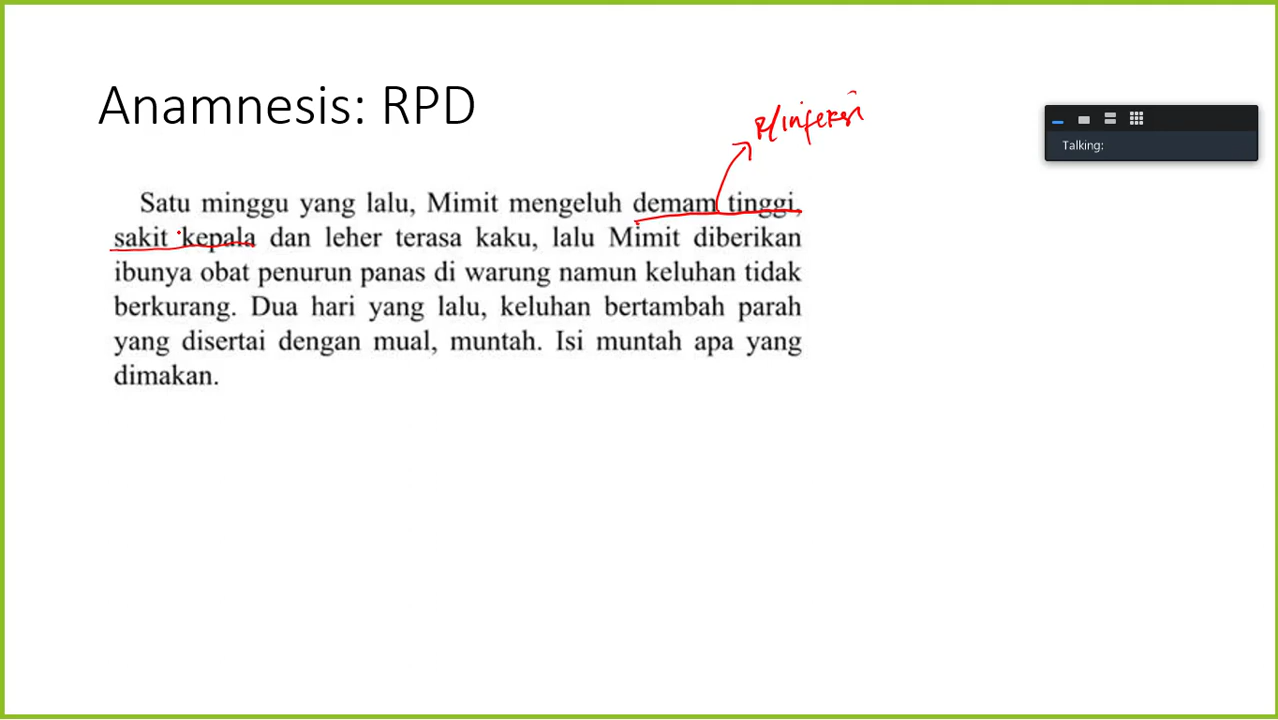 Anamnesis: RPD
R/infeksi
Talking:
Satu minggu yang lalu, Mimit mengeluh demam tinggi,
sakit kepala dan leher terasa kaku, lalu Mimit diberikan
ibunya obat penurun panas di warung namun keluhan tidak
berkurang. Dua hari yang lalu, keluhan bertambah parah
yang disertai dengan mual, muntah. Isi muntah apa yang
dimakan.